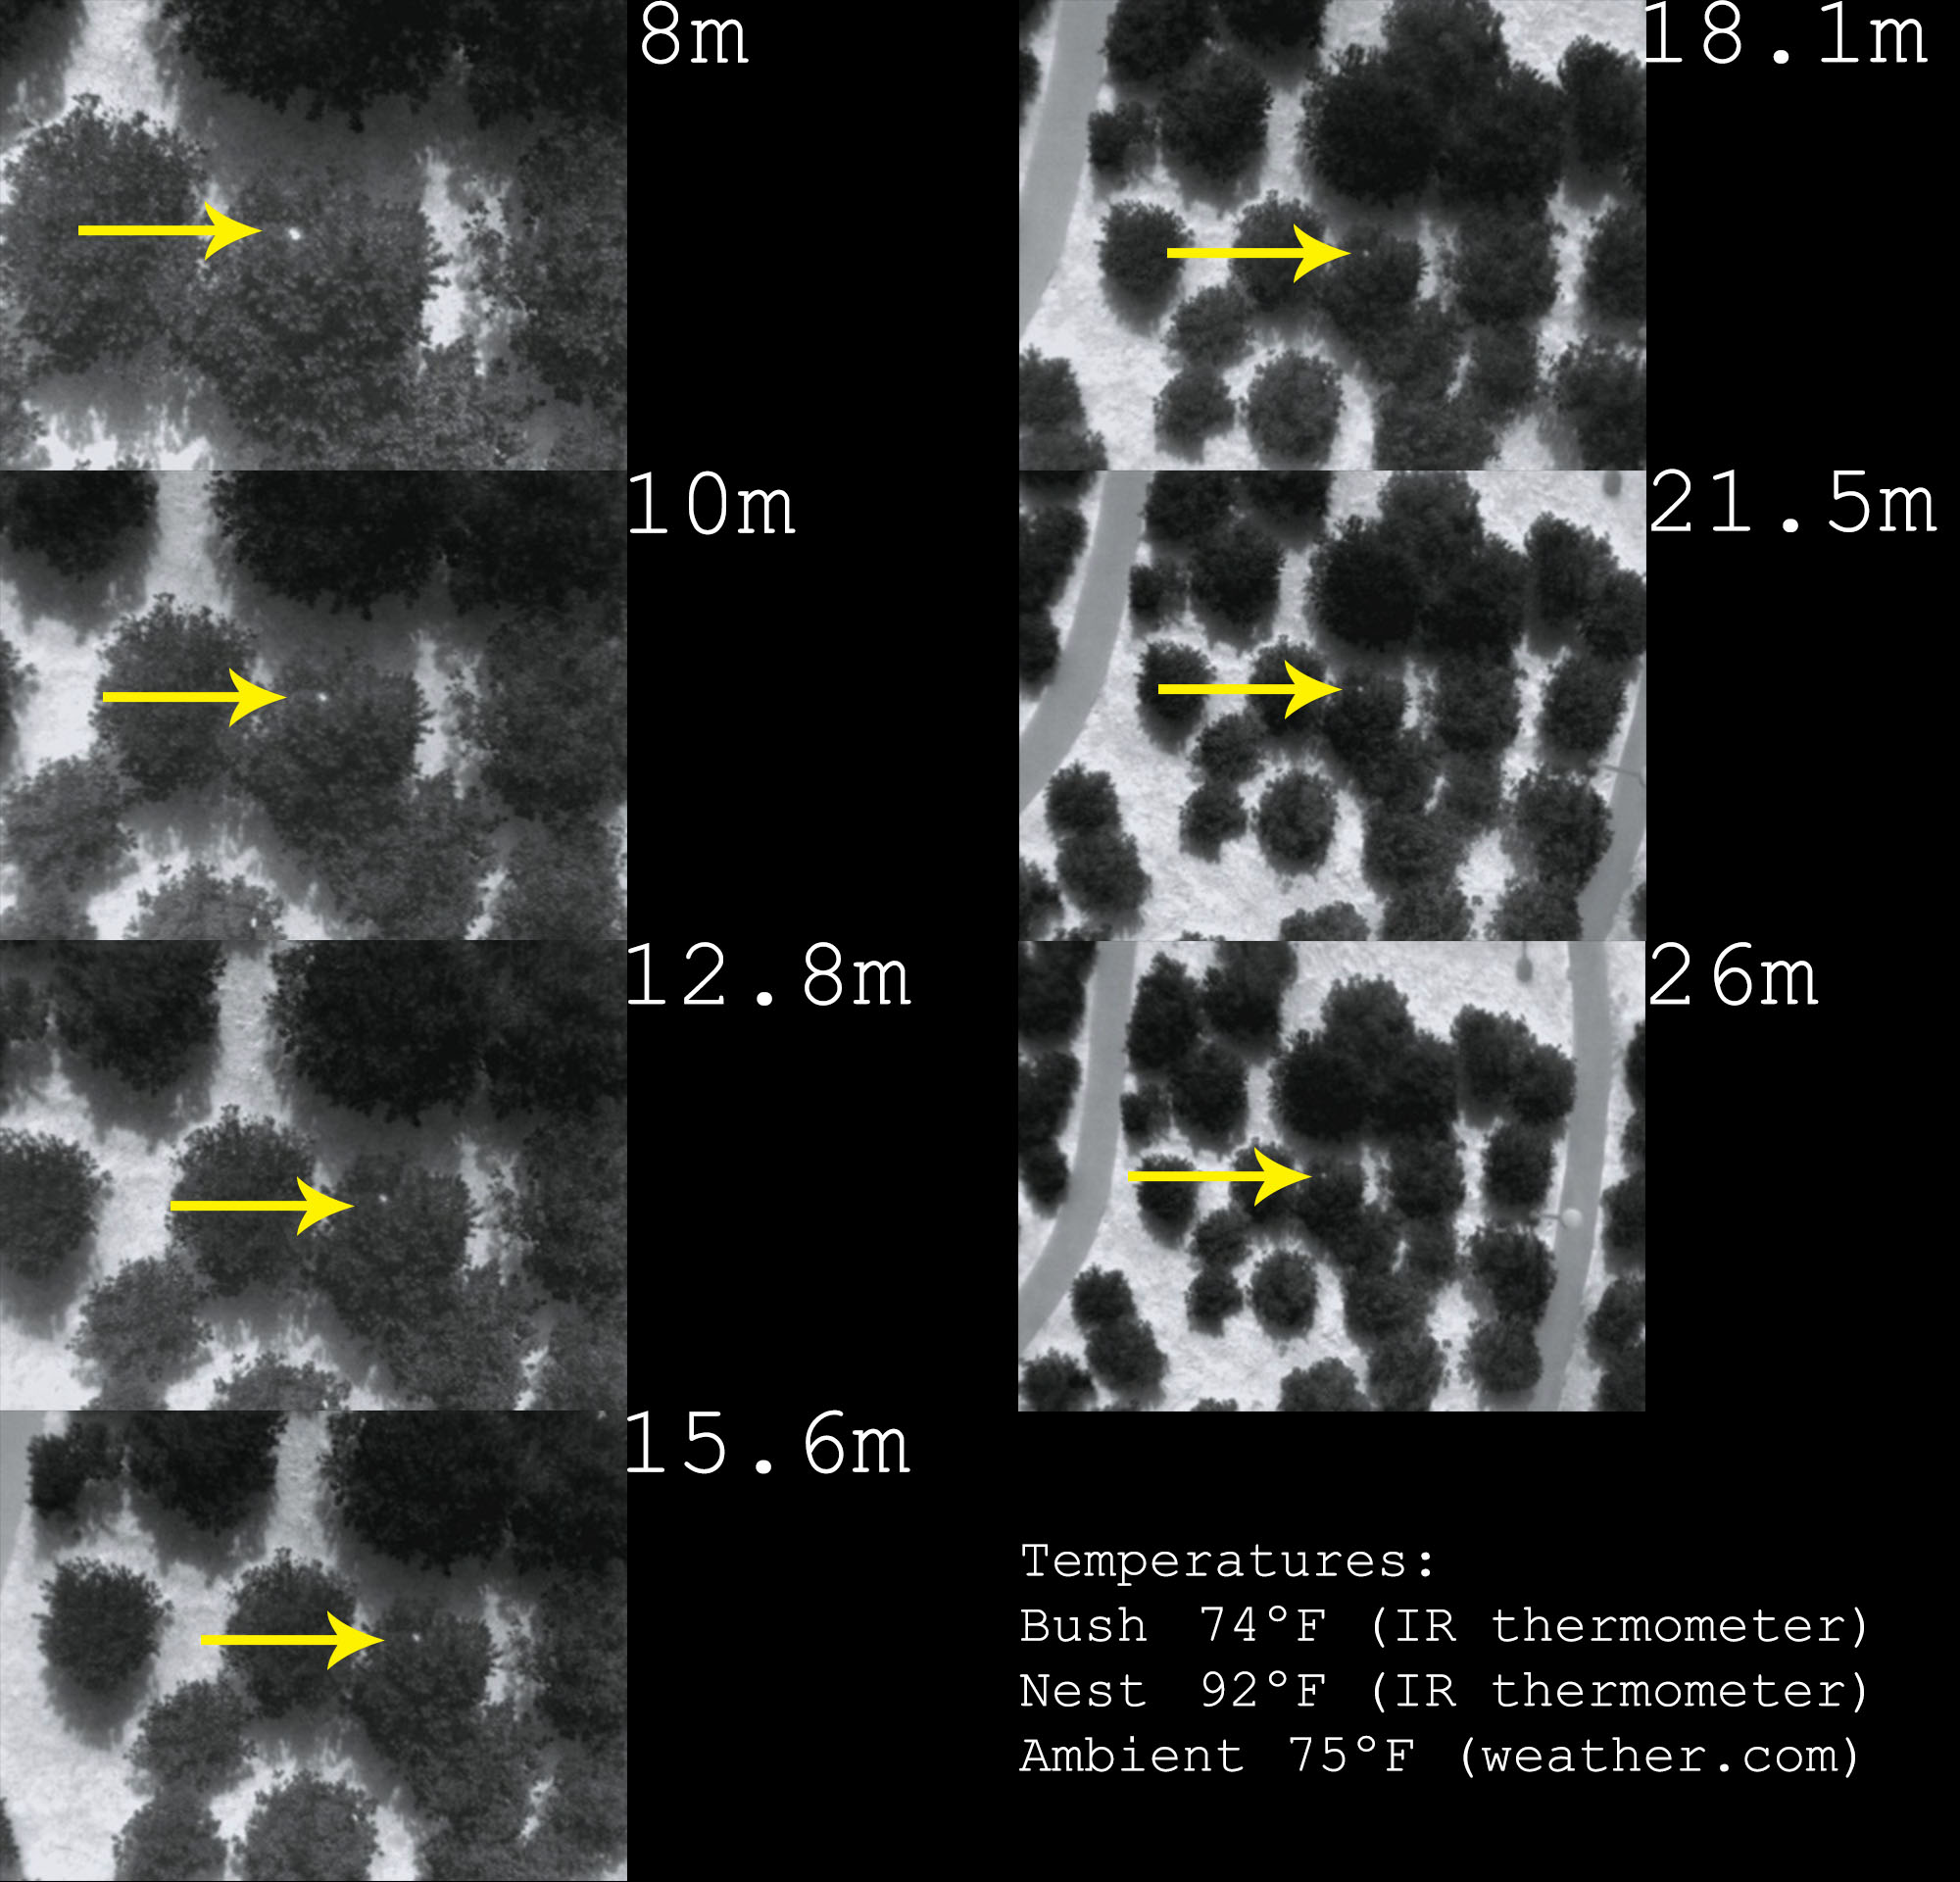 8m
10m
12.8m
15.6m
18.1m
21.5m
26m
Temperatures:
Bush 74°F (IR thermometer)
Nest 92°F (IR thermometer)
Ambient 75°F (weather.com)